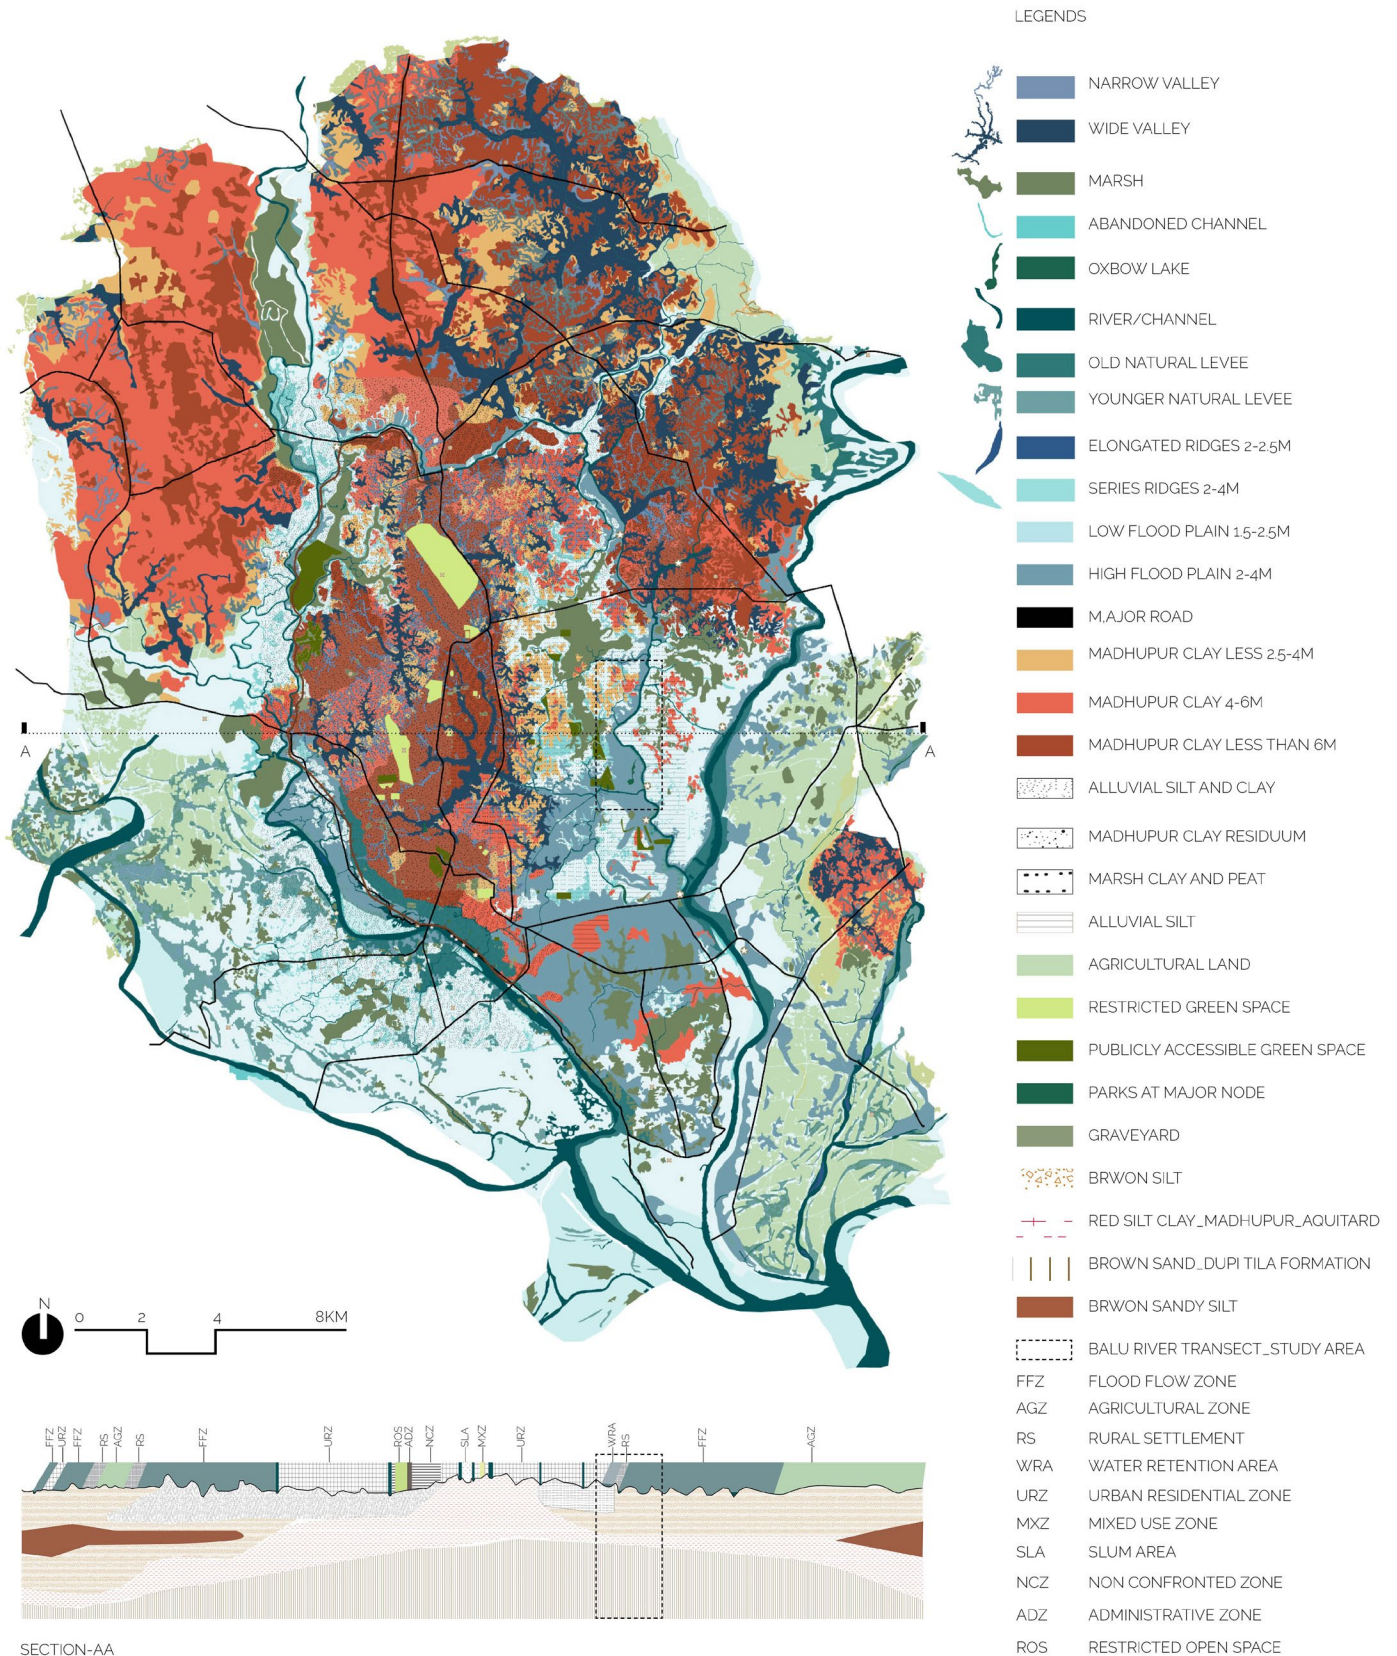 LEGENDS
NARROW VALLEY
WIDE VALLEY
MARSH
ABANDONED CHANNEL
OXBOW LAKE
RIVER/CHANNEL
OLD NATURAL LEVEE
YOUNGER NATURAL LEVEE
ELONGATED RIDGES 2-2.5M
SERIES RIDGES 2-4M
LOW FLOOD PLAIN 1.5-2.5M
HIGH FLOOD PLAIN 2-4M
M,AJOR ROAD
MADHUPUR CLAY LESS 2.5-4M
MADHUPUR CLAY 4-6M
MADHUPUR CLAY LESS THAN 6M
ALLUVIAL SILT AND CLAY
MADHUPUR CLAY RESIDUUM
MARSH CLAY AND PEAT
ALLUVIAL SILT
AGRICULTURAL LAND
RESTRICTED GREEN SPACE
PUBLICLY ACCESSIBLE GREEN SPACE
PARKS AT MAJOR NODE
GRAVEYARD
BRWON SILT
RED SILT CLAY_MADHUPUR_AQUITARD
BROWN SAND_DUPI TILA FORMATION
BRWON SANDY SILT
BALU RIVER TRANSECT_STUDY AREA
FFZ FLOOD FLOW ZONE
AGZ AGRICULTURAL ZONE
RS RURAL SETTLEMENT
WRA WATER RETENTION AREA
URZ URBAN RESIDENTIAL ZONE
MXZ MIXED USE ZONE
SLA SLUM AREA
NCZ NON CONFRONTED ZONE
ADZ ADMINISTRATIVE ZONE
ROS RESTRICTED OPEN SPACE
A A
N
0 2 4 8KM
FFZ URZ FFZ RS AGZ RS FFZ URZ ROS ADZ NCZ SLA MXZ URZ WRA RS FFZ AGZ
SECTION-AA